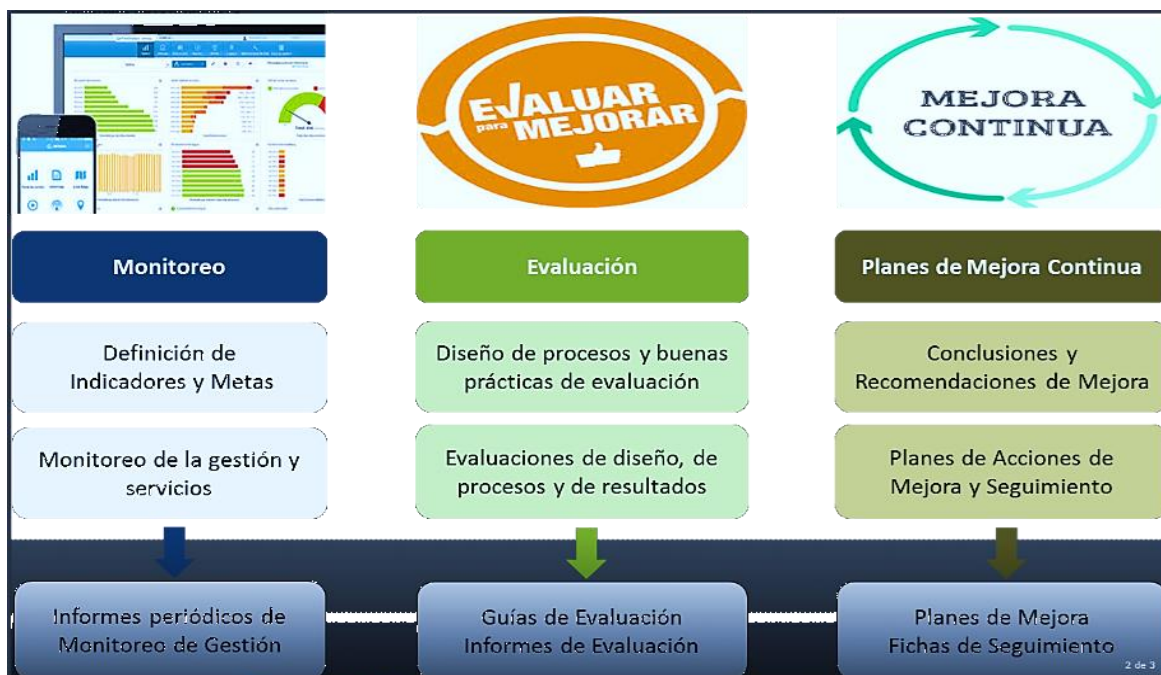 EVALUAR
para MEJORAR
MEJORA
CONTINUA
Monitoreo
Evaluación
Planes de Mejora Continua
Definición de
Indicadores y Metas
Diseño de procesos y buenas
prácticas de evaluación
Conclusiones y
Recomendaciones de Mejora
Monitoreo de la gestión y
servicios
Evaluaciones de diseño, de
procesos y de resultados
Planes de Acciones de
Mejora y Seguimiento
Informes periódicos de
Monitoreo de Gestión
Guías de Evaluación
Informes de Evaluación
Planes de Mejora
Fichas de Seguimiento
2 de 3